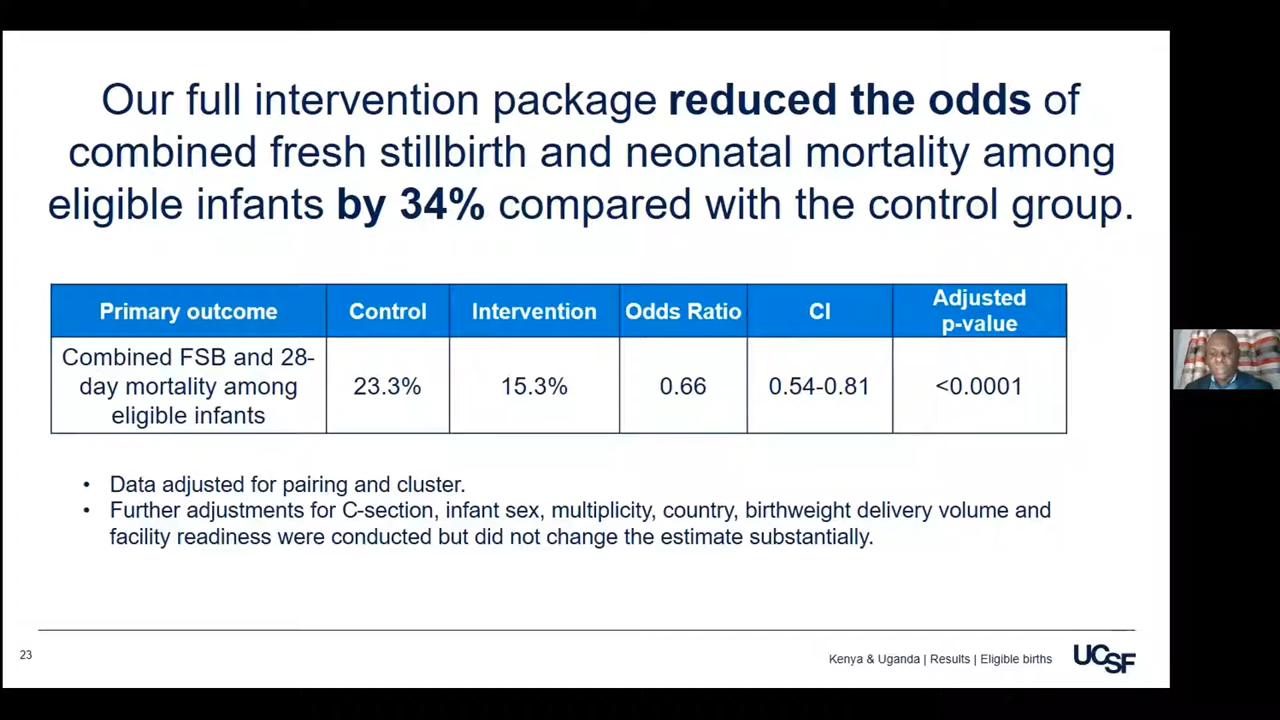 Our full intervention package reduced the odds of
combined fresh stillbirth and neonatal mortality among
eligible infants by 34% compared with the control group.
Primary outcome Control Intervention Odds Ratio CI Adjusted
p-value
Combined FSB and 28-
day mortality among
eligible infants
23.3% 15.3% 0.66 0.54-0.81 <0.0001
• Data adjusted for pairing and cluster.
• Further adjustments for C-section, infant sex, multiplicity, country, birthweight delivery volume and
facility readiness were conducted but did not change the estimate substantially.
23
Kenya & Uganda | Results | Eligible births
UCSF